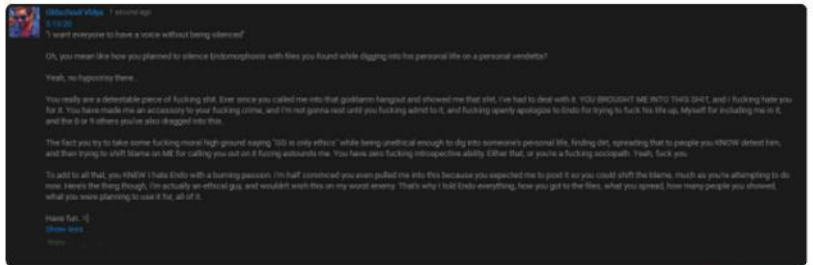 Oldschool Vidya 1 second ago
5:15:20
"I want everyone to have a voice without being silenced"
Oh, you mean like how you planned to silence Endomorphosis with files you found while digging into his personal life on a personal vendetta?
Yeah, no hypocrisy there..
You really are a detestable piece of fucking shit. Ever since you called me into that goddamn hangout and showed me that shit, I've had to deal with it. YOU BROUGHT ME INTO THIS SHIT, and I fucking hate you
for it. You have made me an accessory to your fucking crime, and I'm not gonna rest until you fucking admit to it, and fucking openly apologize to Endo for trying to fuck his life up, Myself for including me in it,
and the 8 or 9 others you've also dragged into this.
The fact you try to take some fucking moral high ground saying "GG is only ethics" while being unethical enough to dig into someone's personal life, finding dirt, spreading that to people you KNOW detest him,
and then trying to shift blame on ME for calling you out on it fucing astounds me. You have zero fucking introspective ability. Either that, or you're a fucking sociopath. Yeah, fuck you.
To add to all that, you KNEW I hate Endo with a burning passion. I'm half convinced you even pulled me into this because you expected me to post it so you could shift the blame, much as you're attempting to do
now. Here's the thing though, I'm actually an ethical guy, and wouldn't wish this on my worst enemy. That's why I told Endo everything, how you got to the files, what you spread, how many people you showed,
what you were planning to use it for, all of it.
Have fun. =]
Show less
Reply